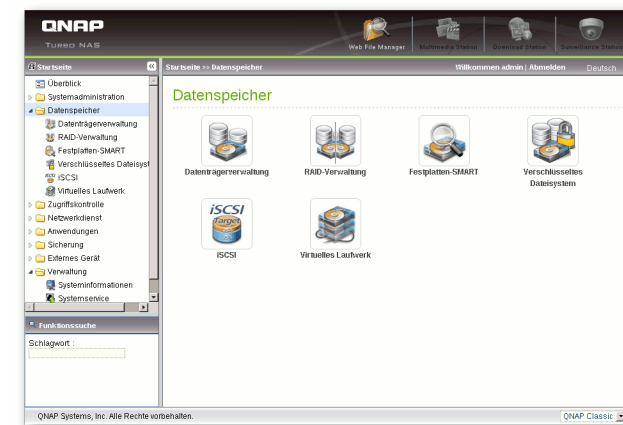 QNAP
TURBO NAS
Web File Manager
Multimedia Station
Download Station
Surveillance Station
Startseite
Startseite >> Datenspeicher
Willkommen admin | Abmelden
Deutsch
Überblick
Systemadministration
Datenspeicher
Datenträgerverwaltung
RAID-Verwaltung
Festplatten-SMART
Verschlüsseltes Dateisyst
iSCSI
Virtuelles Laufwerk
Zugriffskontrolle
Netzwerkdienst
Anwendungen
Sicherung
Externes Gerät
Verwaltung
Systeminformationen
Systemservice
Funktionssuche
Schlagwort :
Datenspeicher
Datenträgerverwaltung
RAID-Verwaltung
Festplatten-SMART
Verschlüsseltes
Dateisystem
iSCSI
Target
iSCSI
Virtuelles Laufwerk
QNAP Systems, Inc. Alle Rechte vorbehalten.
QNAP Classic